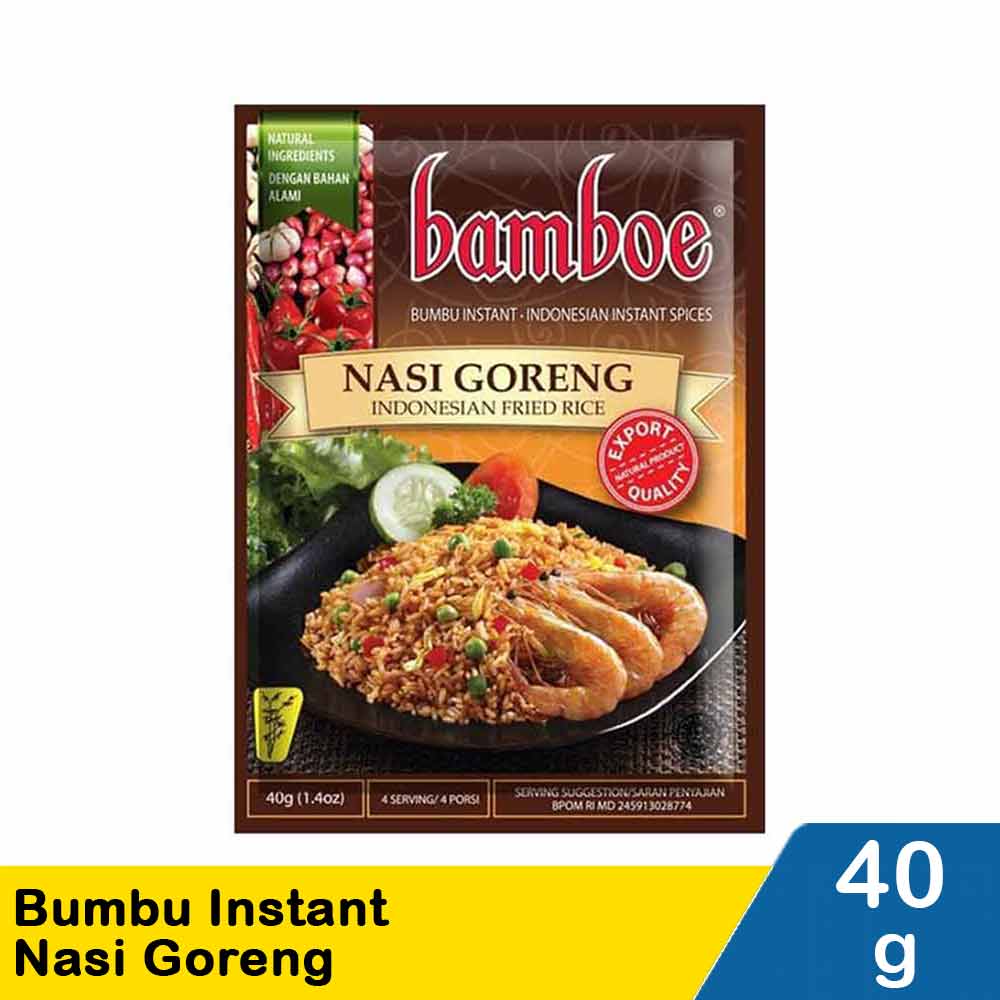 NATURAL
INGREDIENTS
DENGAN BAHAN
ALAMI
bamboe®
BUMBU INSTANT • INDONESIAN INSTANT SPICES
NASI GORENG
INDONESIAN FRIED RICE
EXPORT
NATURAL PRODUCT
QUALITY
40g (1.4oz)
4 SERVING/ 4 PORSI
SERVING SUGGESTION/SARAN PENYAJIAN
BPOM RI MD 245913028774
Bumbu Instant
Nasi Goreng
40
g